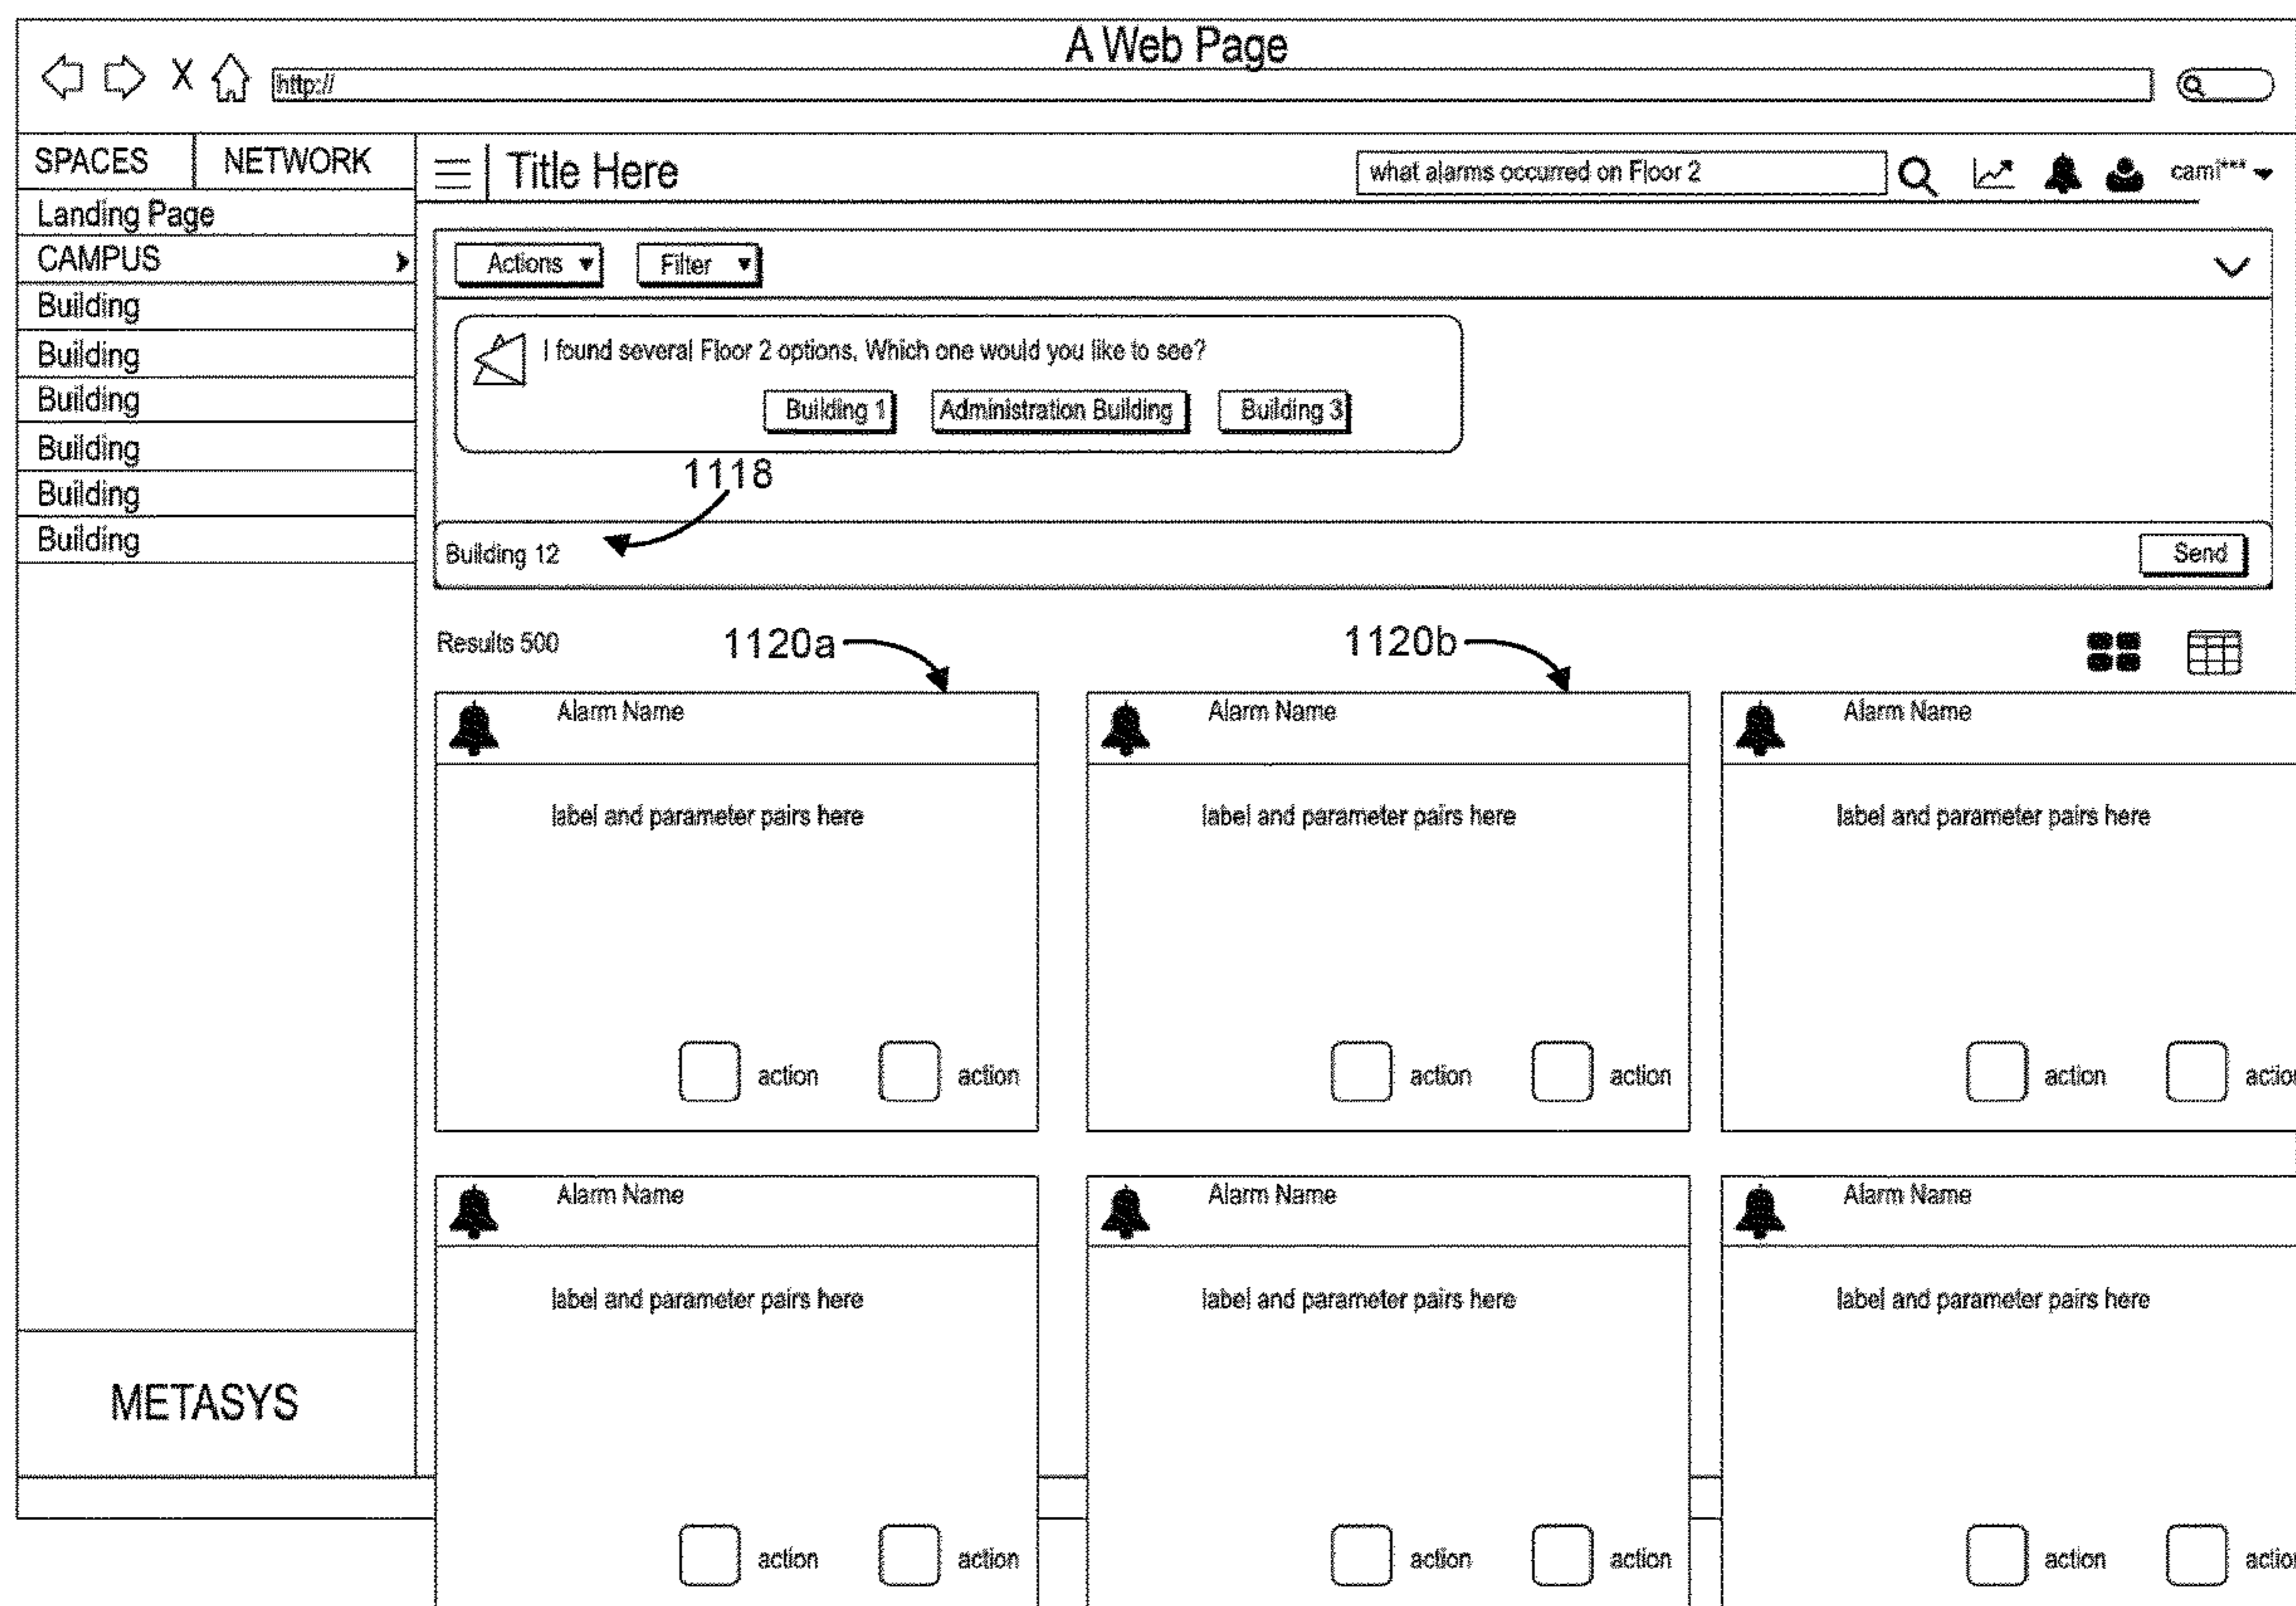 A Web Page
http://
SPACES NETWORK
Title Here
what alarms occurred on Floor 2
cami***
Landing Page
CAMPUS
Building
Building
Building
Building
Building
Building
METASYS
Actions Filter
I found several Floor 2 options, Which one would you like to see?
Building 1 Administration Building Building 3
1118
Building 12 Send
Results 500 1120a 1120b
Alarm Name Alarm Name Alarm Name
label and parameter pairs here label and parameter pairs here label and parameter pairs here
action action action action action action
Alarm Name Alarm Name Alarm Name
label and parameter pairs here label and parameter pairs here label and parameter pairs here
action action action action action action